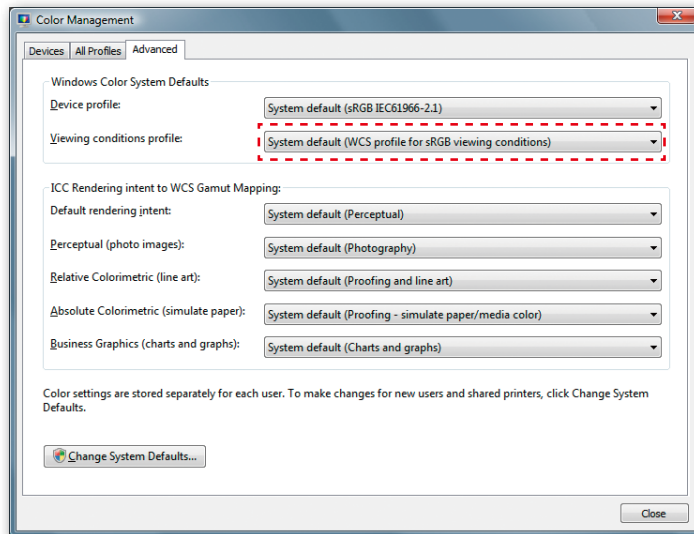 Color Management
Devices All Profiles Advanced
Windows Color System Defaults
Device profile: System default (sRGB IEC61966-2.1)
Viewing conditions profile: System default (WCS profile for sRGB viewing conditions)
ICC Rendering intent to WCS Gamut Mapping:
Default rendering intent: System default (Perceptual)
Perceptual (photo images): System default (Photography)
Relative Colorimetric (line art): System default (Proofing and line art)
Absolute Colorimetric (simulate paper): System default (Proofing - simulate paper/media color)
Business Graphics (charts and graphs): System default (Charts and graphs)
Color settings are stored separately for each user. To make changes for new users and shared printers, click Change System
Defaults.
Change System Defaults...
Close